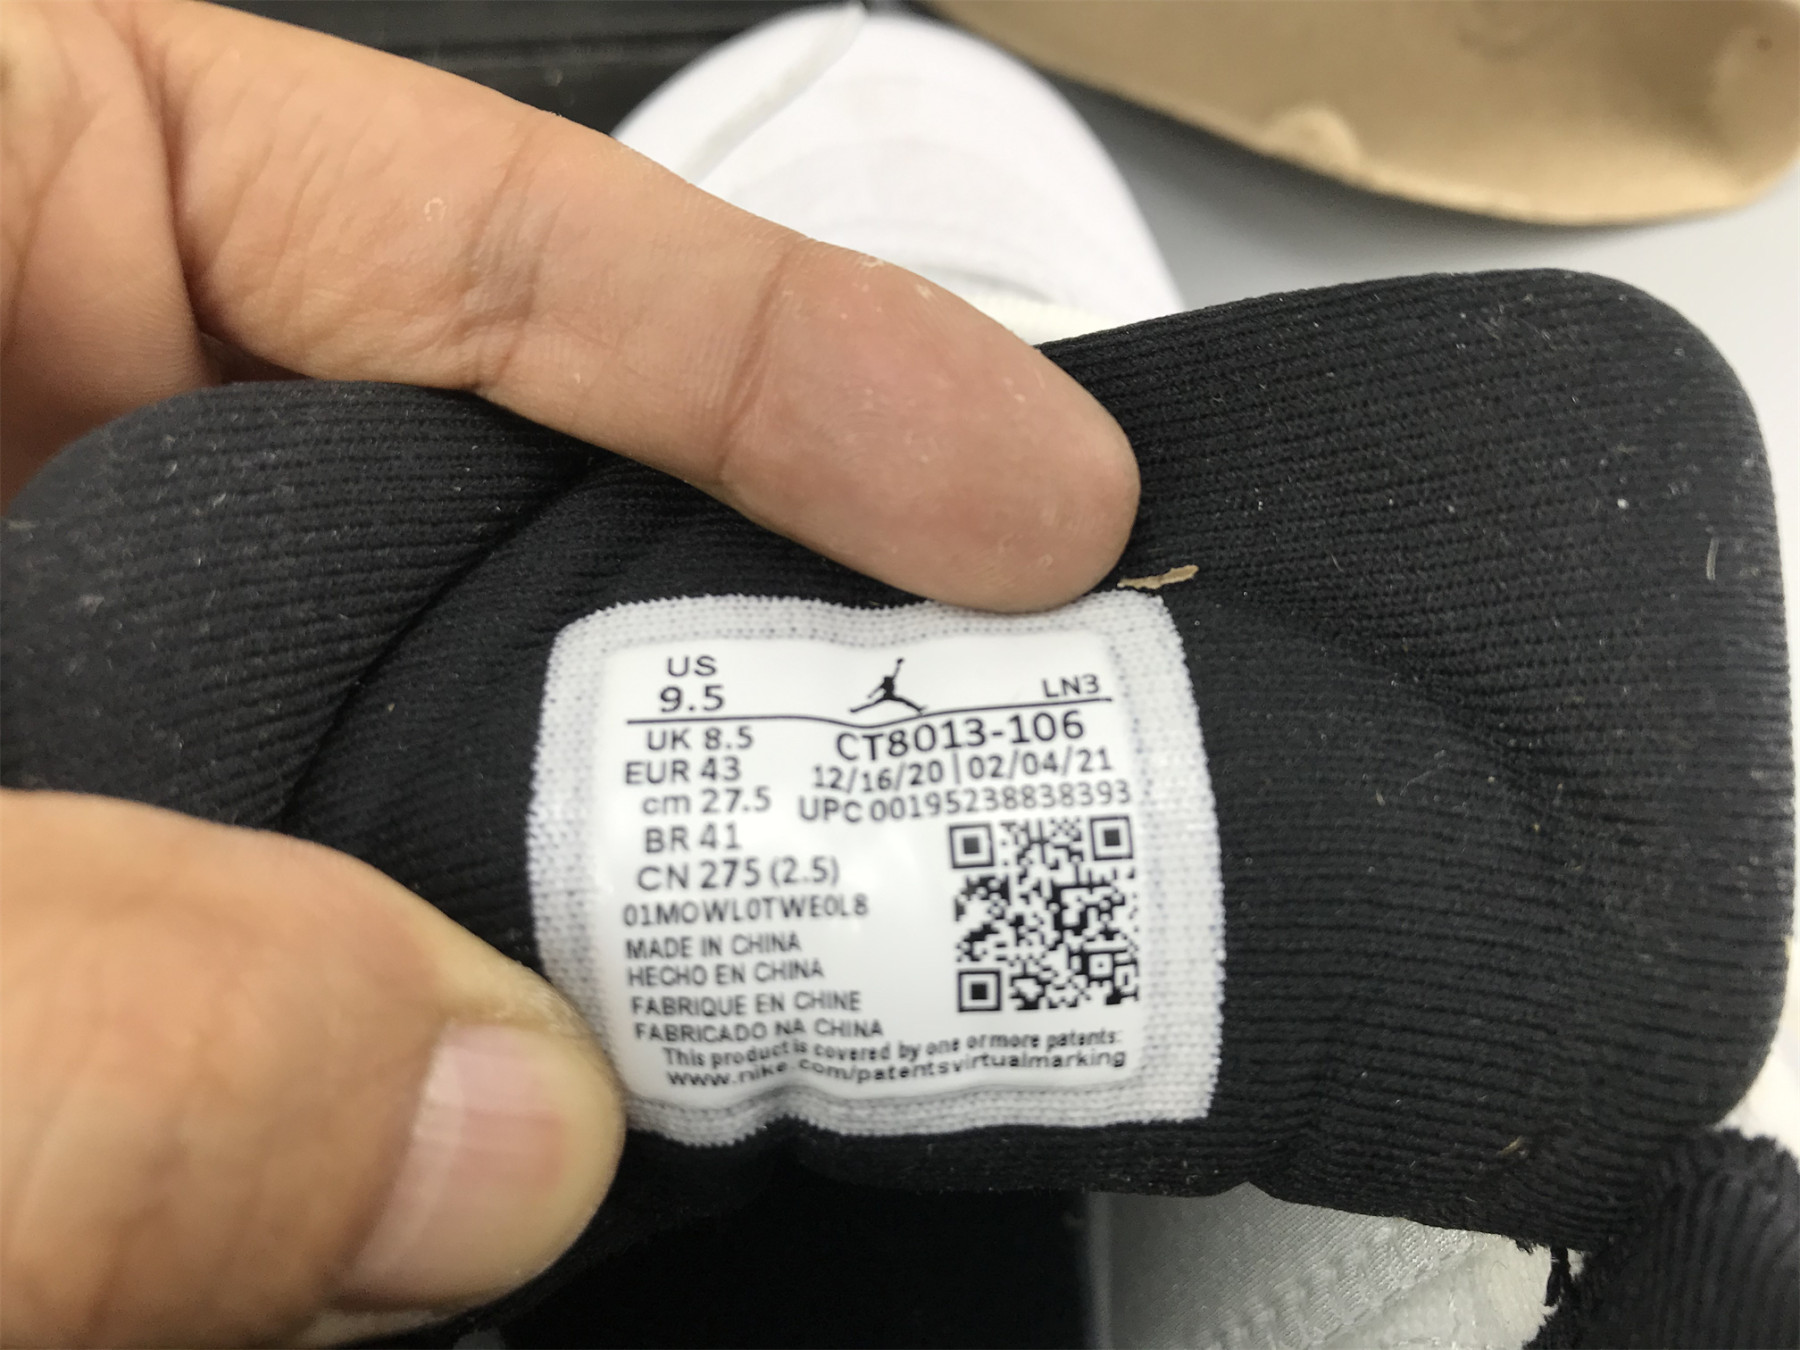 US
9.5
LN3
UK 8.5
EUR 43
cm 27.5
BR 41
CN 275 (2.5)
CT8013-106
12/16/20 | 02/04/21
UPC 00195238838393
01MOWL0TWE0L8
MADE IN CHINA
HECHO EN CHINA
FABRIQUE EN CHINE
FABRICADO NA CHINA
This product is covered by one or more patents:
www.nike.com/patentsvirtualmarking